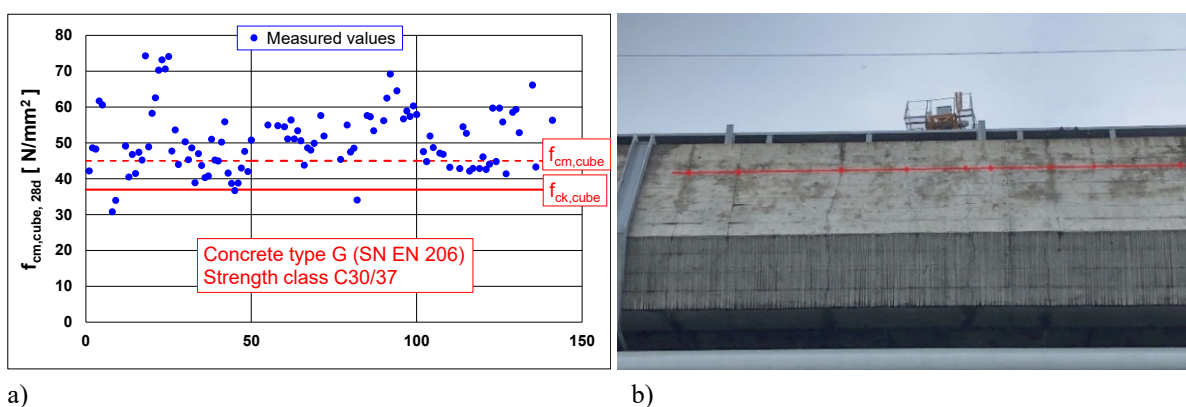 80
70
60
50
40
30
20
10
0
f_cm,cube, 28d [ N/mm²]
Measured values
f_cm,cube
f_ck,cube
Concrete type G (SN EN 206)
Strength class C30/37
0 50 100 150
a) b)